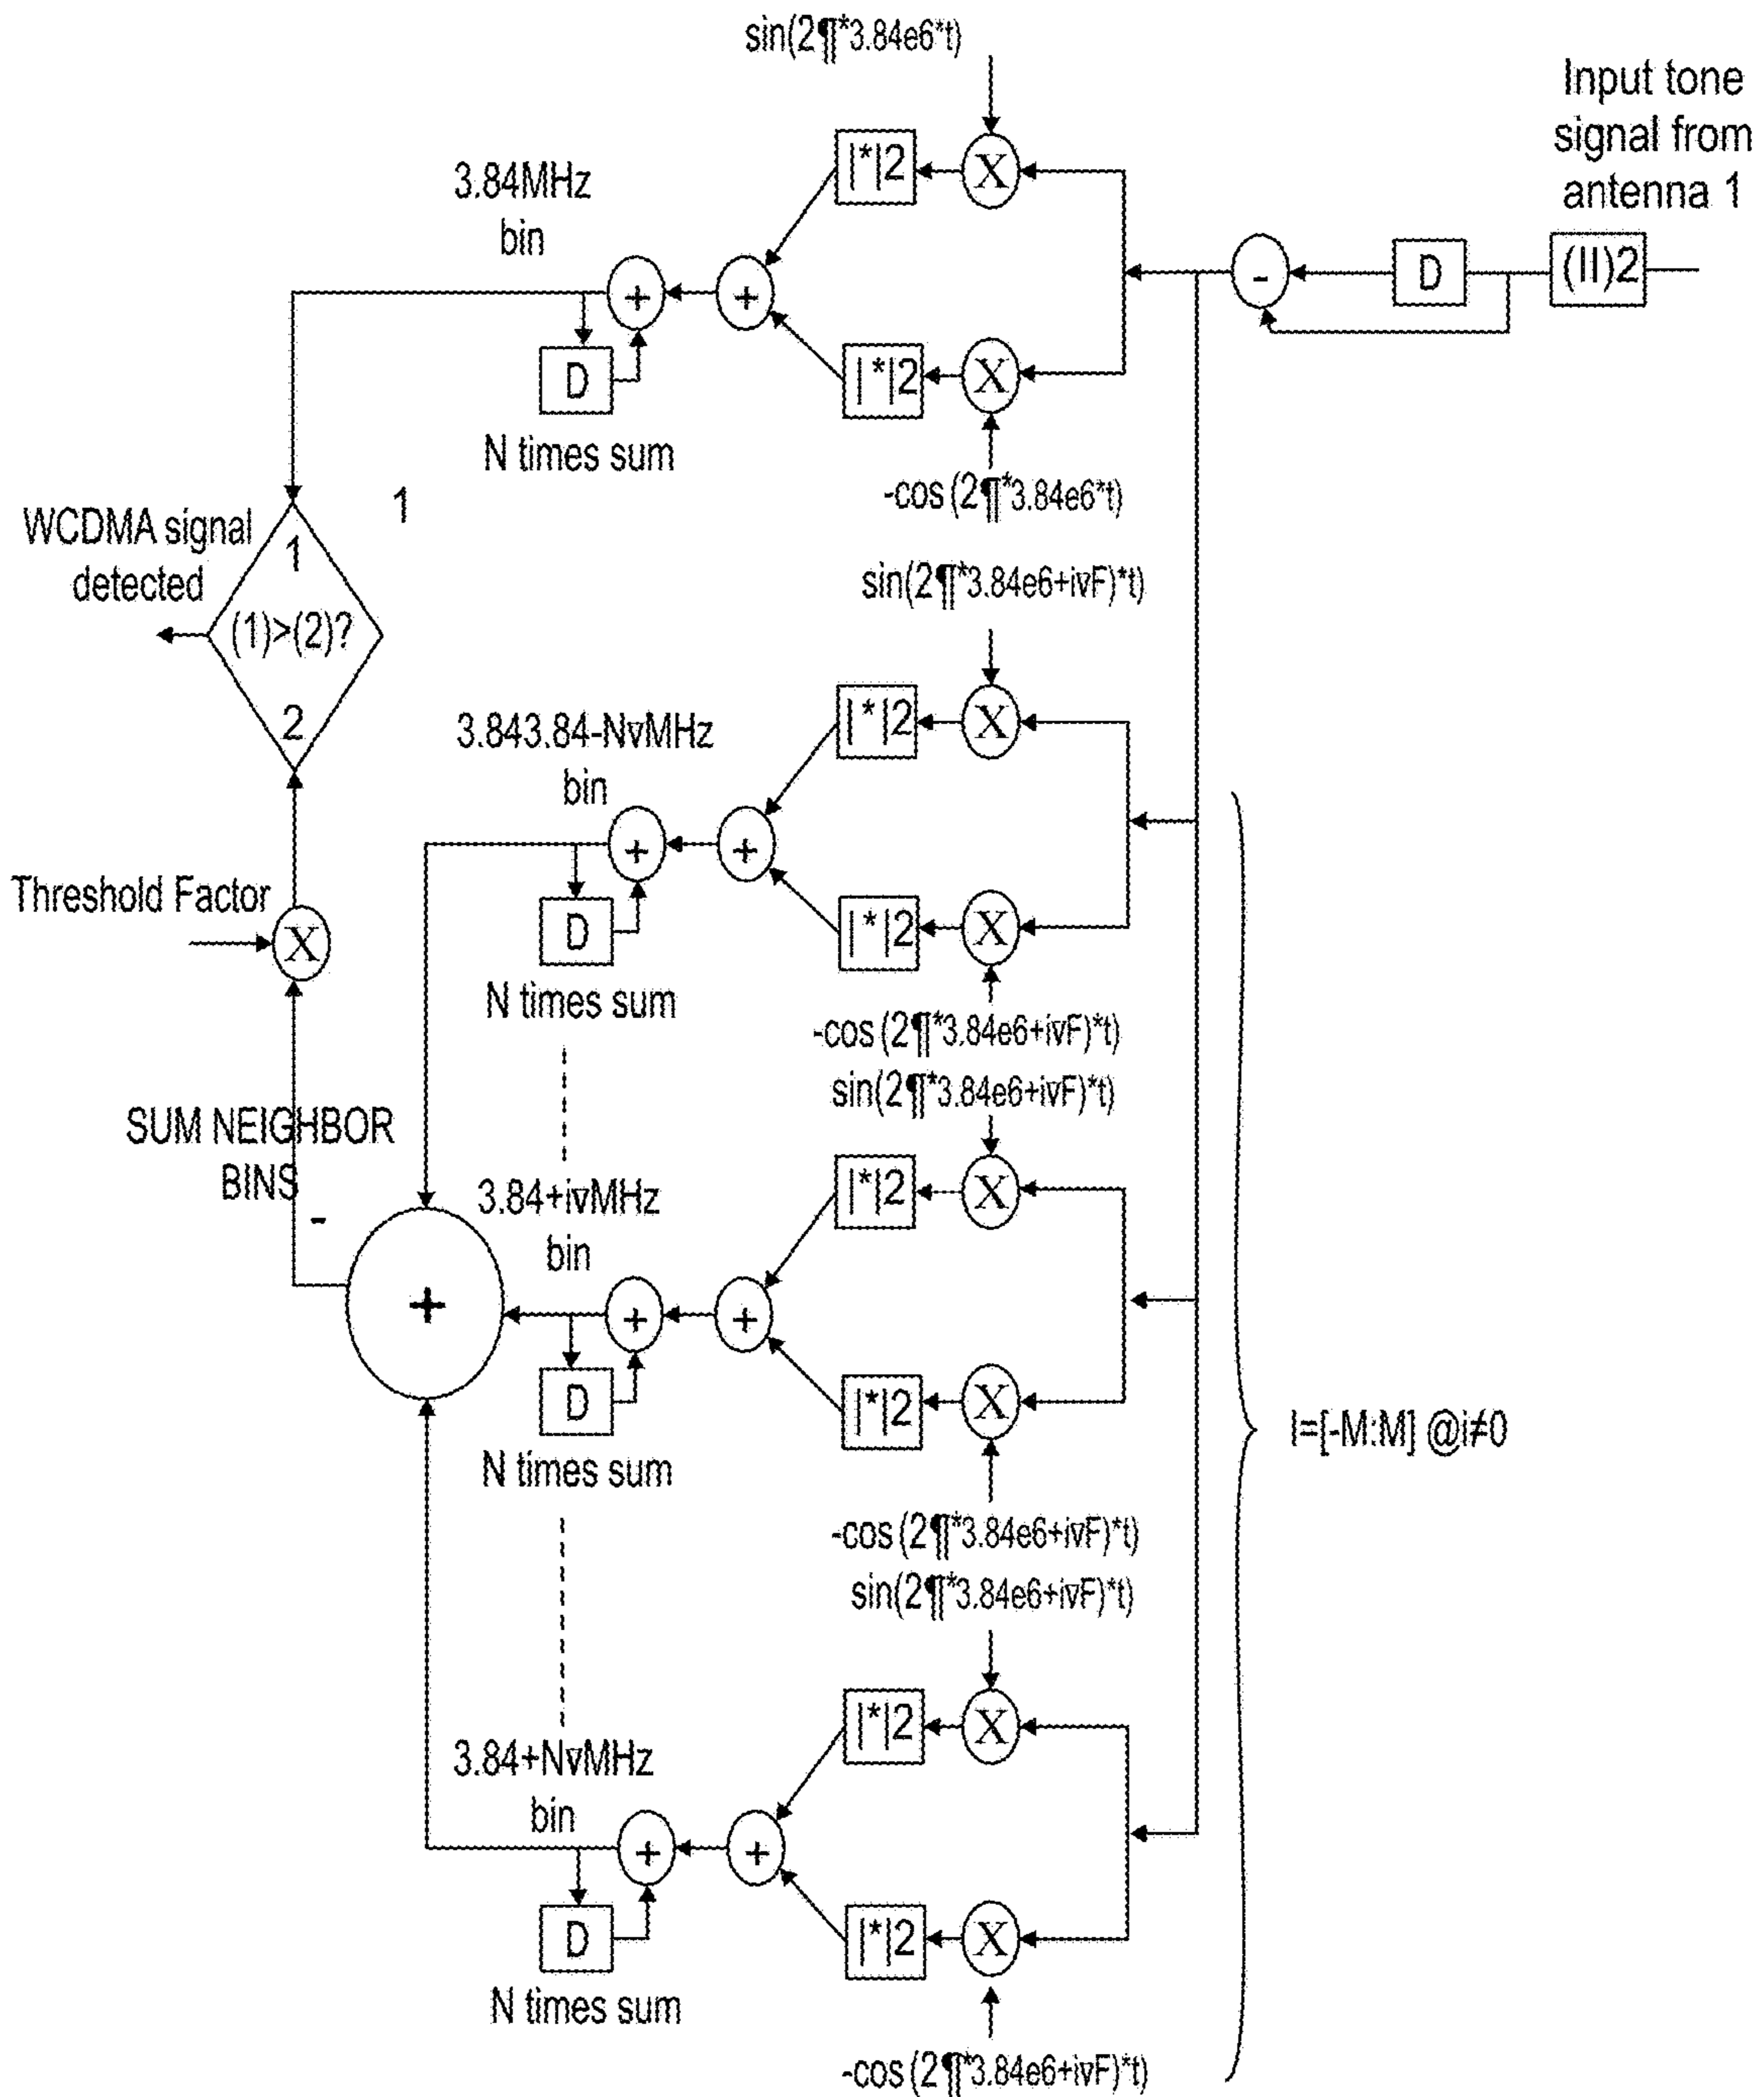 sin(2¶*3.84e6*t)
Input tone
signal from
antenna 1
|*|2
X
3.84MHz
bin
-
D
(II)2
+
+
|*|2
X
D
N times sum
-cos (2¶*3.84e6*t)
1
WCDMA signal
detected
1
(1)>(2)?
2
sin(2¶*3.84e6+ivF)*t)
|*|2
X
3.843.84-NvMHz
bin
+
+
Threshold Factor
X
|*|2
X
D
N times sum
-cos (2¶*3.84e6+ivF)*t)
sin(2¶*3.84e6+ivF)*t)
SUM NEIGHBOR
BINS
-
|*|2
X
3.84+ivMHz
bin
+
+
+
D
|*|2
X
I=[-M:M] @i≠0
N times sum
-cos (2¶*3.84e6+ivF)*t)
sin(2¶*3.84e6+ivF)*t)
|*|2
X
3.84+NvMHz
bin
+
+
D
|*|2
X
N times sum
-cos (2¶*3.84e6+ivF)*t)